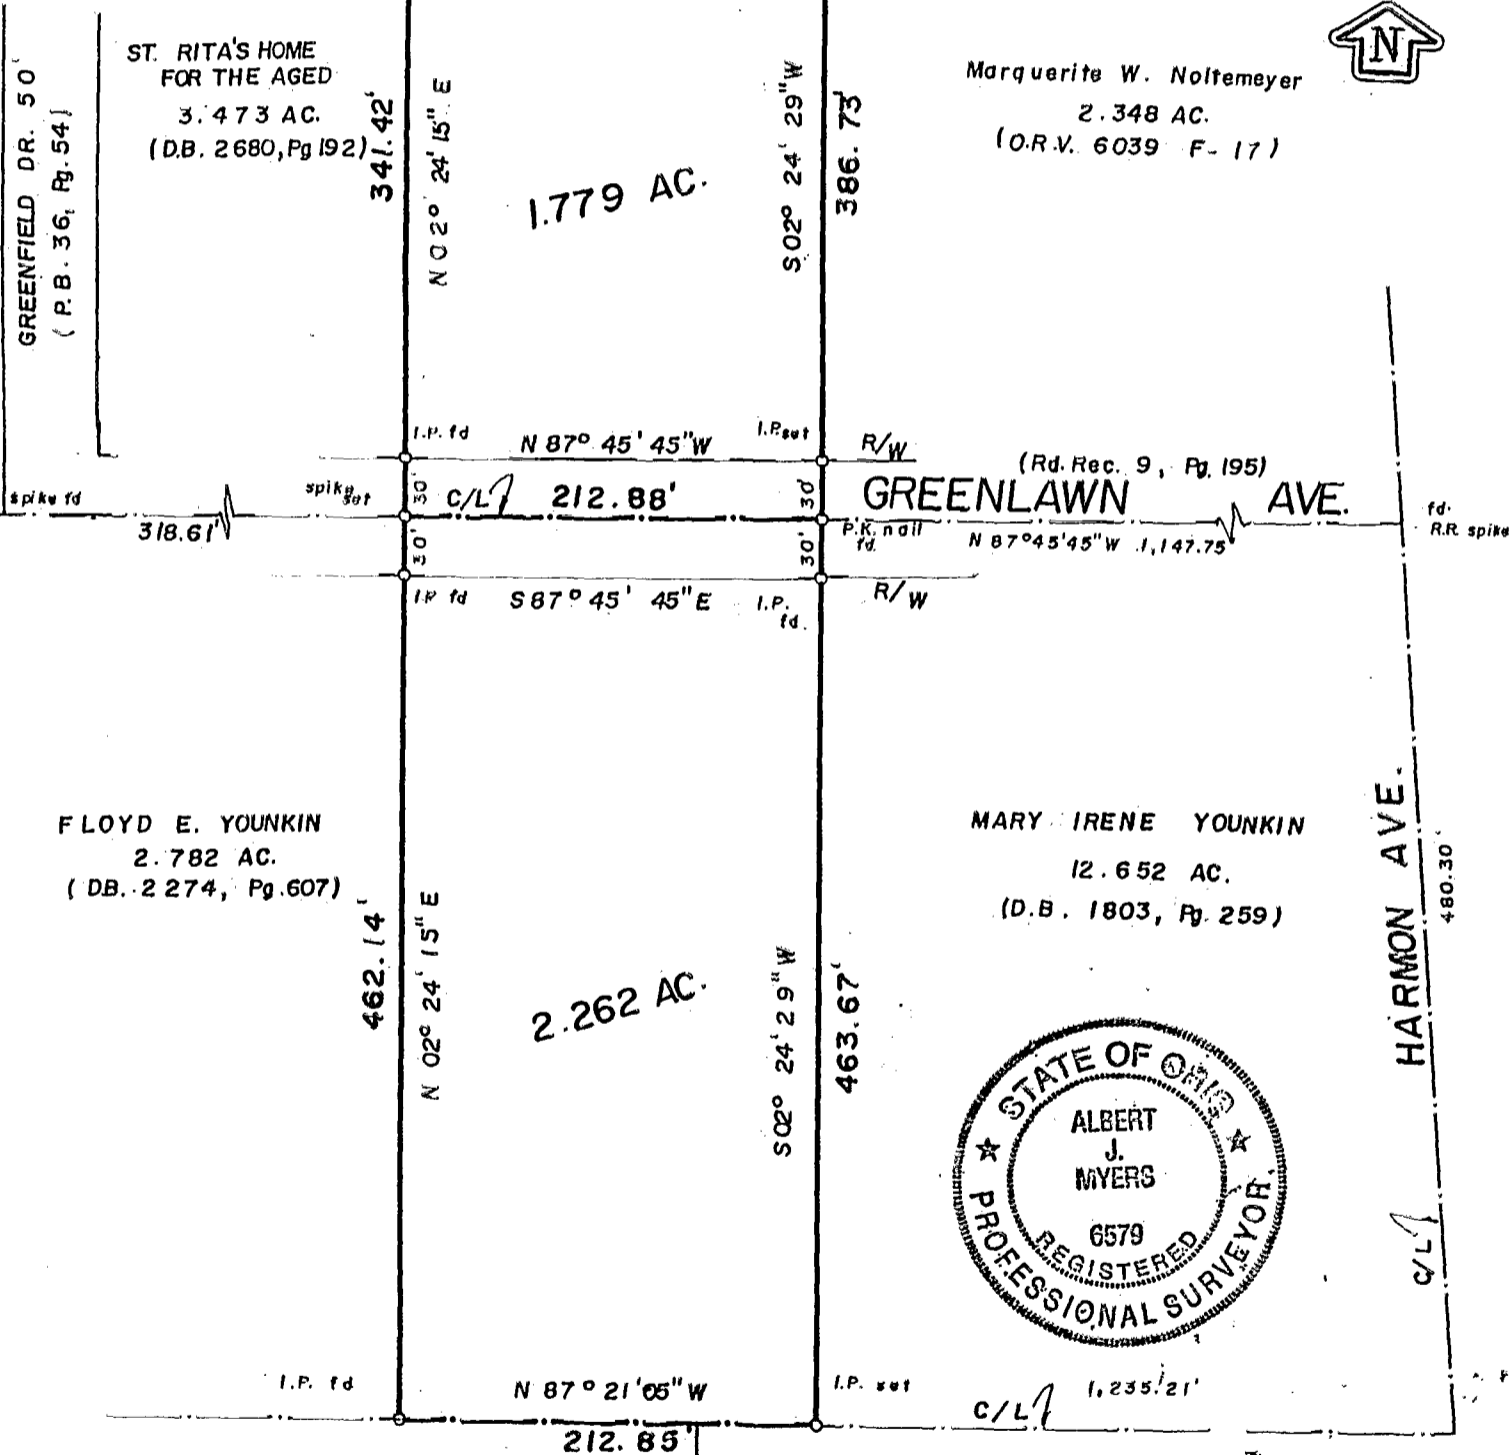 GREENFIELD DR. 50'
(P.B. 36, Pg. 54)
ST. RITA'S HOME
FOR THE AGED
3.473 AC.
(D.B. 2680, Pg 192)
341.42'
N 02° 24' 15" E
1.779 AC.
S 02° 24' 29" W
386.73'
Marguerite W. Noltemeyer
2.348 AC.
(O.R.V. 6039 F-17)
N
I.P. fd
N 87° 45' 45" W
I.P. set
R/W
(Rd. Rec. 9, Pg. 195)
spike fd
318.61'
spike set
30'
C/L
212.88'
30'
GREENLAWN AVE.
P.K. nail
fd.
N 87°45'45"W 1,147.75'
fd.
R.R. spike
30'
30'
I.P. fd
S 87° 45' 45" E
I.P.
fd.
R/W
FLOYD E. YOUNKIN
2.782 AC.
(D.B. 2274, Pg. 607)
MARY IRENE YOUNKIN
12.652 AC.
(D.B. 1803, Pg. 259)
HARMON AVE.
480.30'
462.14'
N 02° 24' 15" E
2.262 AC.
S 02° 24' 29" W
463.67'
STATE OF OHIO
ALBERT
J.
MYERS
6579
REGISTERED
PROFESSIONAL SURVEYOR
C/L
I.P. fd
N 87° 21' 05" W
I.P. set
1,235.21'
C/L
212.85'